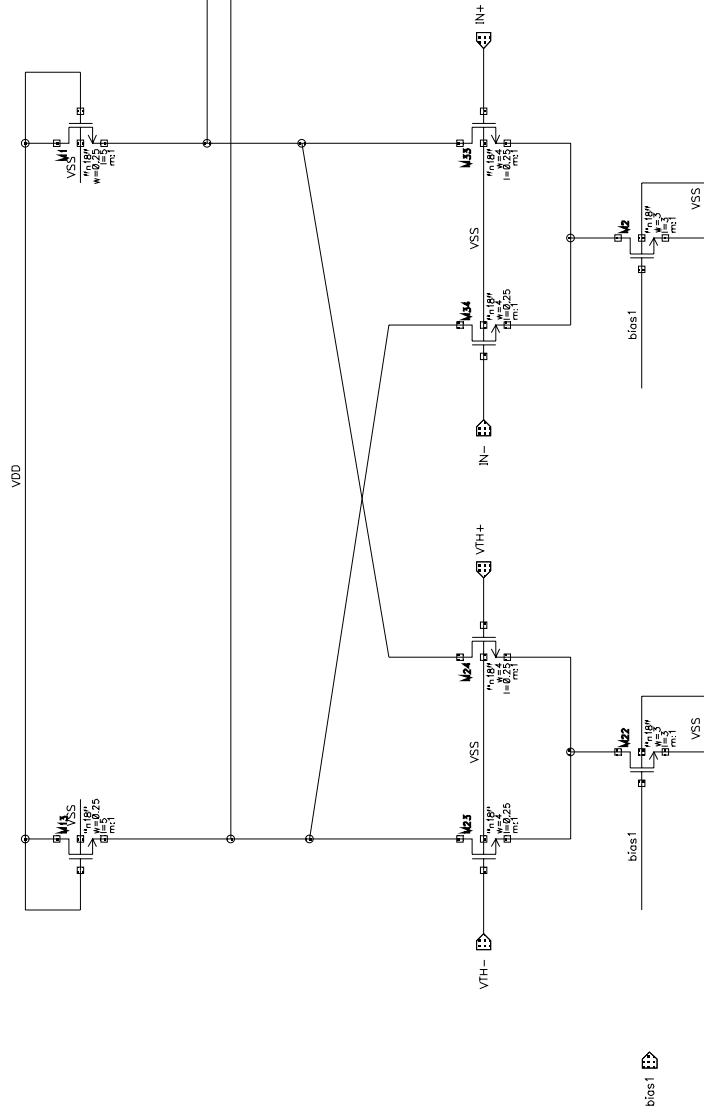 IN+
M1
VSS
"n18"
w=0.25
l=5
m:1
M33
"n18"
w=4
l=0.25
m:1
VSS
M2
"n18"
w=3
l=3
m:1
VSS
M34
"n18"
w=4
l=0.25
m:1
bias1
IN-
VDD
VTH+
M24
"n18"
w=4
l=0.25
m:1
VSS
M22
"n18"
w=3
l=3
m:1
VSS
M13
VSS
"n18"
w=0.25
l=5
m:1
M23
"n18"
w=4
l=0.25
m:1
bias1
VTH-
bias1